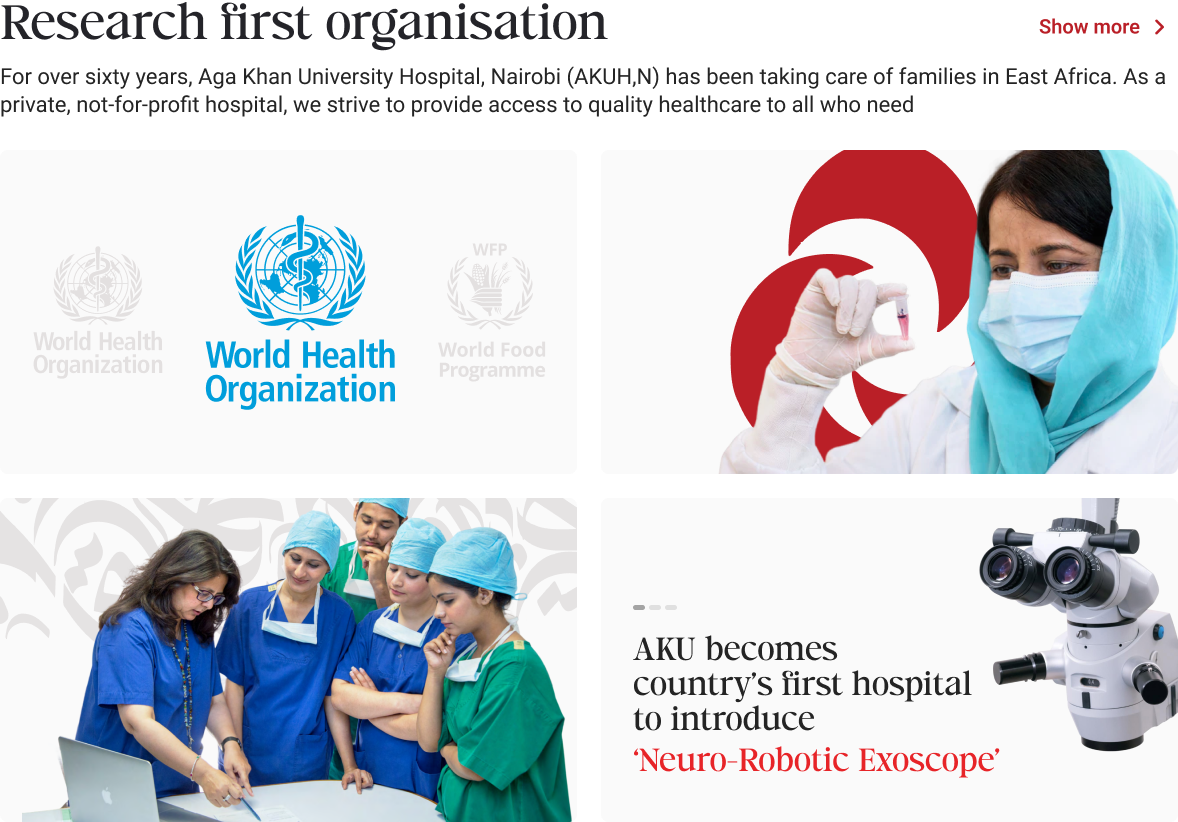 Research first organisation
Show more
For over sixty years, Aga Khan University Hospital, Nairobi (AKUH,N) has been taking care of families in East Africa. As a
private, not-for-profit hospital, we strive to provide access to quality healthcare to all who need
World Health
Organization
World Health
Organization
WFP
World Food
Programme
AKU becomes
country’s first hospital
to introduce
‘Neuro-Robotic Exoscope’